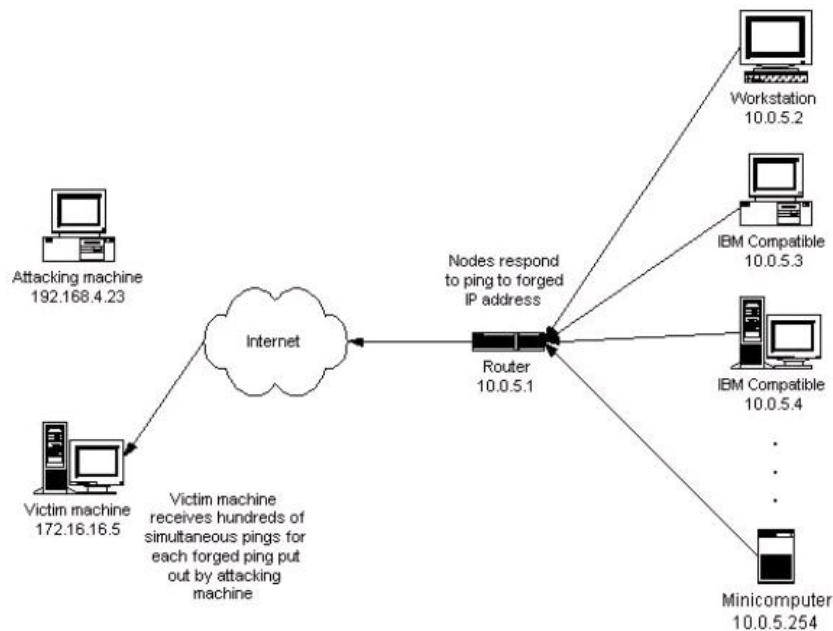 Workstation
10.0.5.2
Attacking machine
192.168.4.23
IBM Compatible
10.0.5.3
Nodes respond
to ping to forged
IP address
Internet
Router
10.0.5.1
IBM Compatible
10.0.5.4
Victim machine
172.16.16.5
Victim machine
receives hundreds of
simultaneous pings for
each forged ping put
out by attacking
machine
Minicomputer
10.0.5.254